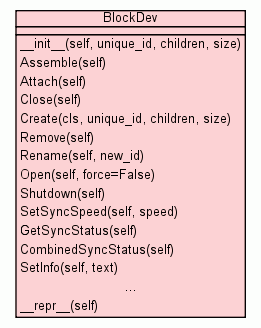 BlockDev
__init__(self, unique_id, children, size)
Assemble(self)
Attach(self)
Close(self)
Create(cls, unique_id, children, size)
Remove(self)
Rename(self, new_id)
Open(self, force=False)
Shutdown(self)
SetSyncSpeed(self, speed)
GetSyncStatus(self)
CombinedSyncStatus(self)
SetInfo(self, text)
...
__repr__(self)